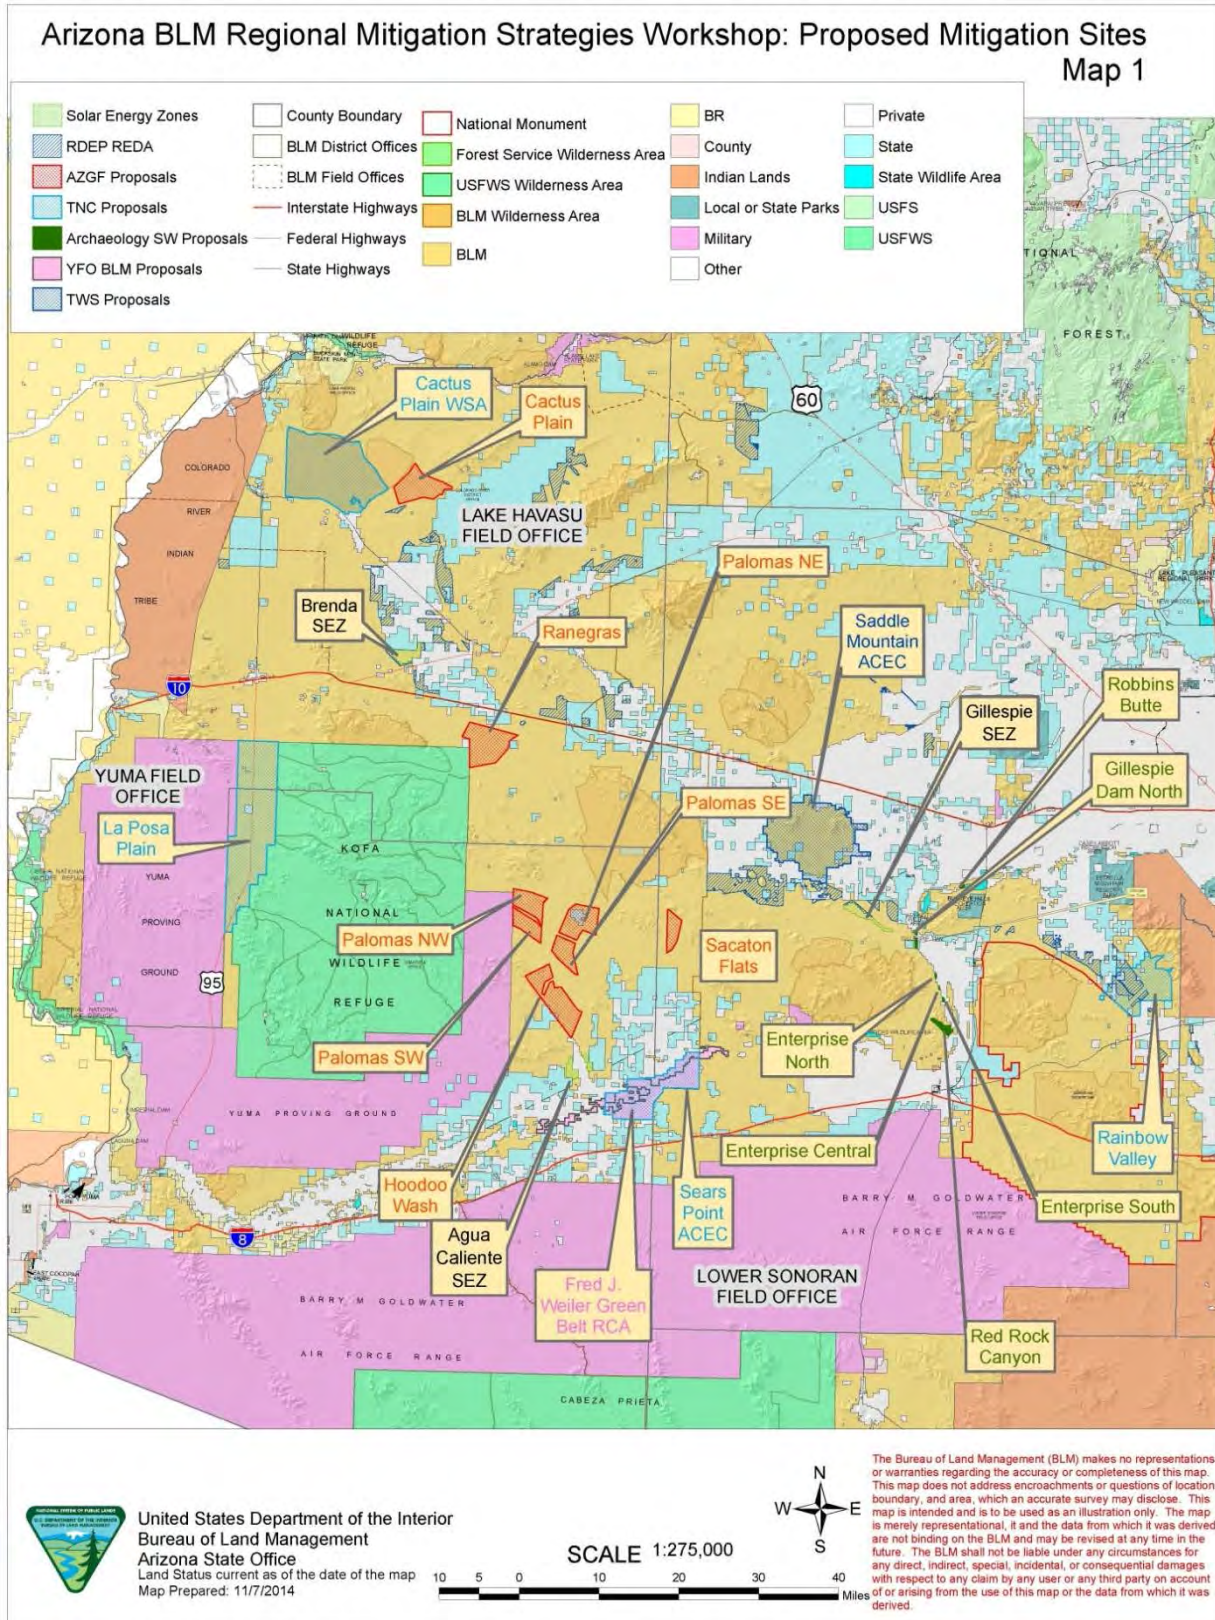 Arizona BLM Regional Mitigation Strategies Workshop: Proposed Mitigation Sites
Map 1
Solar Energy Zones
RDEP REDA
AZGF Proposals
TNC Proposals
Archaeology SW Proposals
YFO BLM Proposals
TWS Proposals
County Boundary
BLM District Offices
BLM Field Offices
Interstate Highways
Federal Highways
State Highways
National Monument
Forest Service Wilderness Area
USFWS Wilderness Area
BLM Wilderness Area
BLM
BR
County
Indian Lands
Local or State Parks
Military
Other
Private
State
State Wildlife Area
USFS
USFWS
FOREST
Cactus
Plain WSA
Cactus
Plain
60
COLORADO
RIVER
INDIAN
TRIBE
LAKE HAVASU
FIELD OFFICE
Palomas NE
Brenda
SEZ
Ranegras
Saddle
Mountain
ACEC
10
Gillespie
SEZ
Robbins
Butte
YUMA FIELD
OFFICE
Gillespie
Dam North
La Posa
Plain
Palomas SE
KOFA
NATIONAL
WILDLIFE
REFUGE
YUMA
PROVING
GROUND
95
Palomas NW
Sacaton
Flats
Palomas SW
Enterprise
North
YUMA PROVING GROUND
Enterprise Central
Rainbow
Valley
Hoodoo
Wash
Sears
Point
ACEC
BARRY M GOLDWATER
AIR FORCE RANGE
Enterprise South
8
Agua
Caliente
SEZ
Fred J.
Weiler Green
Belt RCA
LOWER SONORAN
FIELD OFFICE
BARRY M GOLDWATER
AIR FORCE RANGE
Red Rock
Canyon
CABEZA PRIETA
NATIONAL SYSTEM OF PUBLIC LANDS
U.S. DEPARTMENT OF THE INTERIOR
BUREAU OF LAND MANAGEMENT
United States Department of the Interior
Bureau of Land Management
Arizona State Office
Land Status current as of the date of the map
Map Prepared: 11/7/2014
SCALE 1:275,000
10 5 0 10 20 30 40 Miles
N
W E
S
The Bureau of Land Management (BLM) makes no representations
or warranties regarding the accuracy or completeness of this map.
This map does not address encroachments or questions of location,
boundary, and area, which an accurate survey may disclose. This
map is intended and is to be used as an illustration only. The map
is merely representational, it and the data from which it was derived
are not binding on the BLM and may be revised at any time in the
future. The BLM shall not be liable under any circumstances for
any direct, indirect, special, incidental, or consequential damages
with respect to any claim by any user or any third party on account
of or arising from the use of this map or the data from which it was
derived.